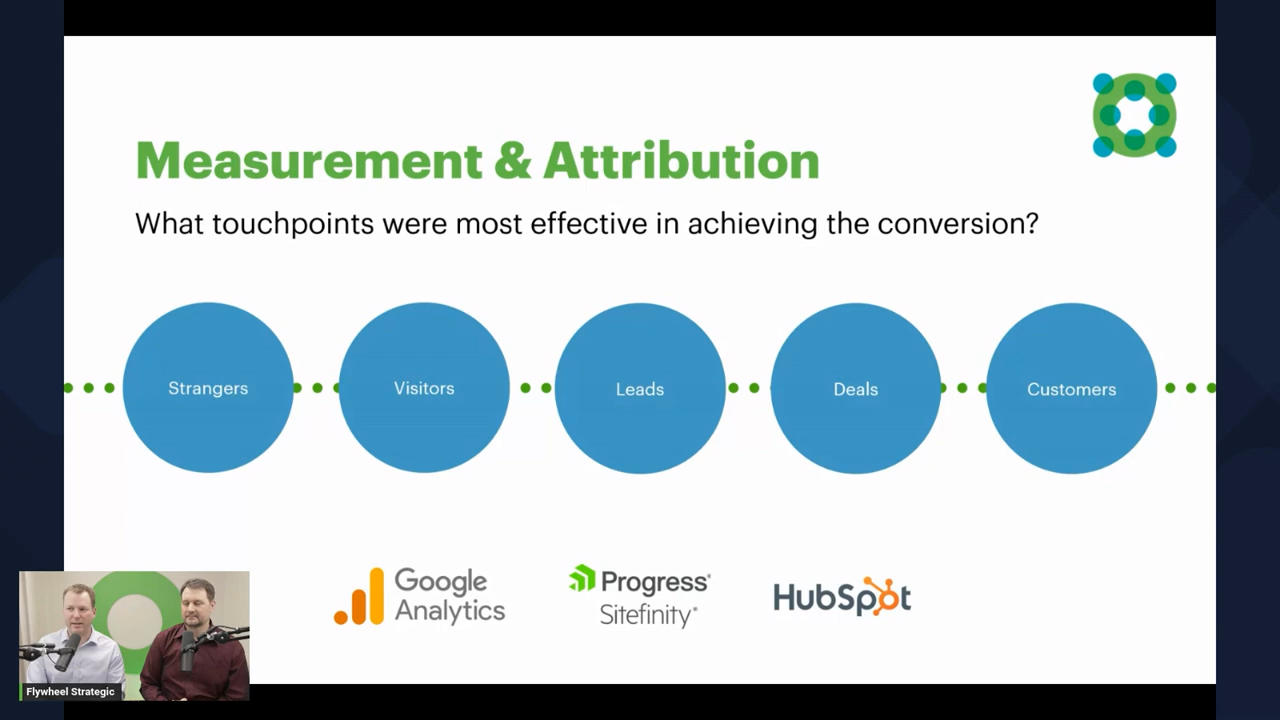 Measurement & Attribution
What touchpoints were most effective in achieving the conversion?
Strangers
Visitors
Leads
Deals
Customers
Google
Analytics
Progress®
Sitefinity®
HubSpot
Flywheel Strategic